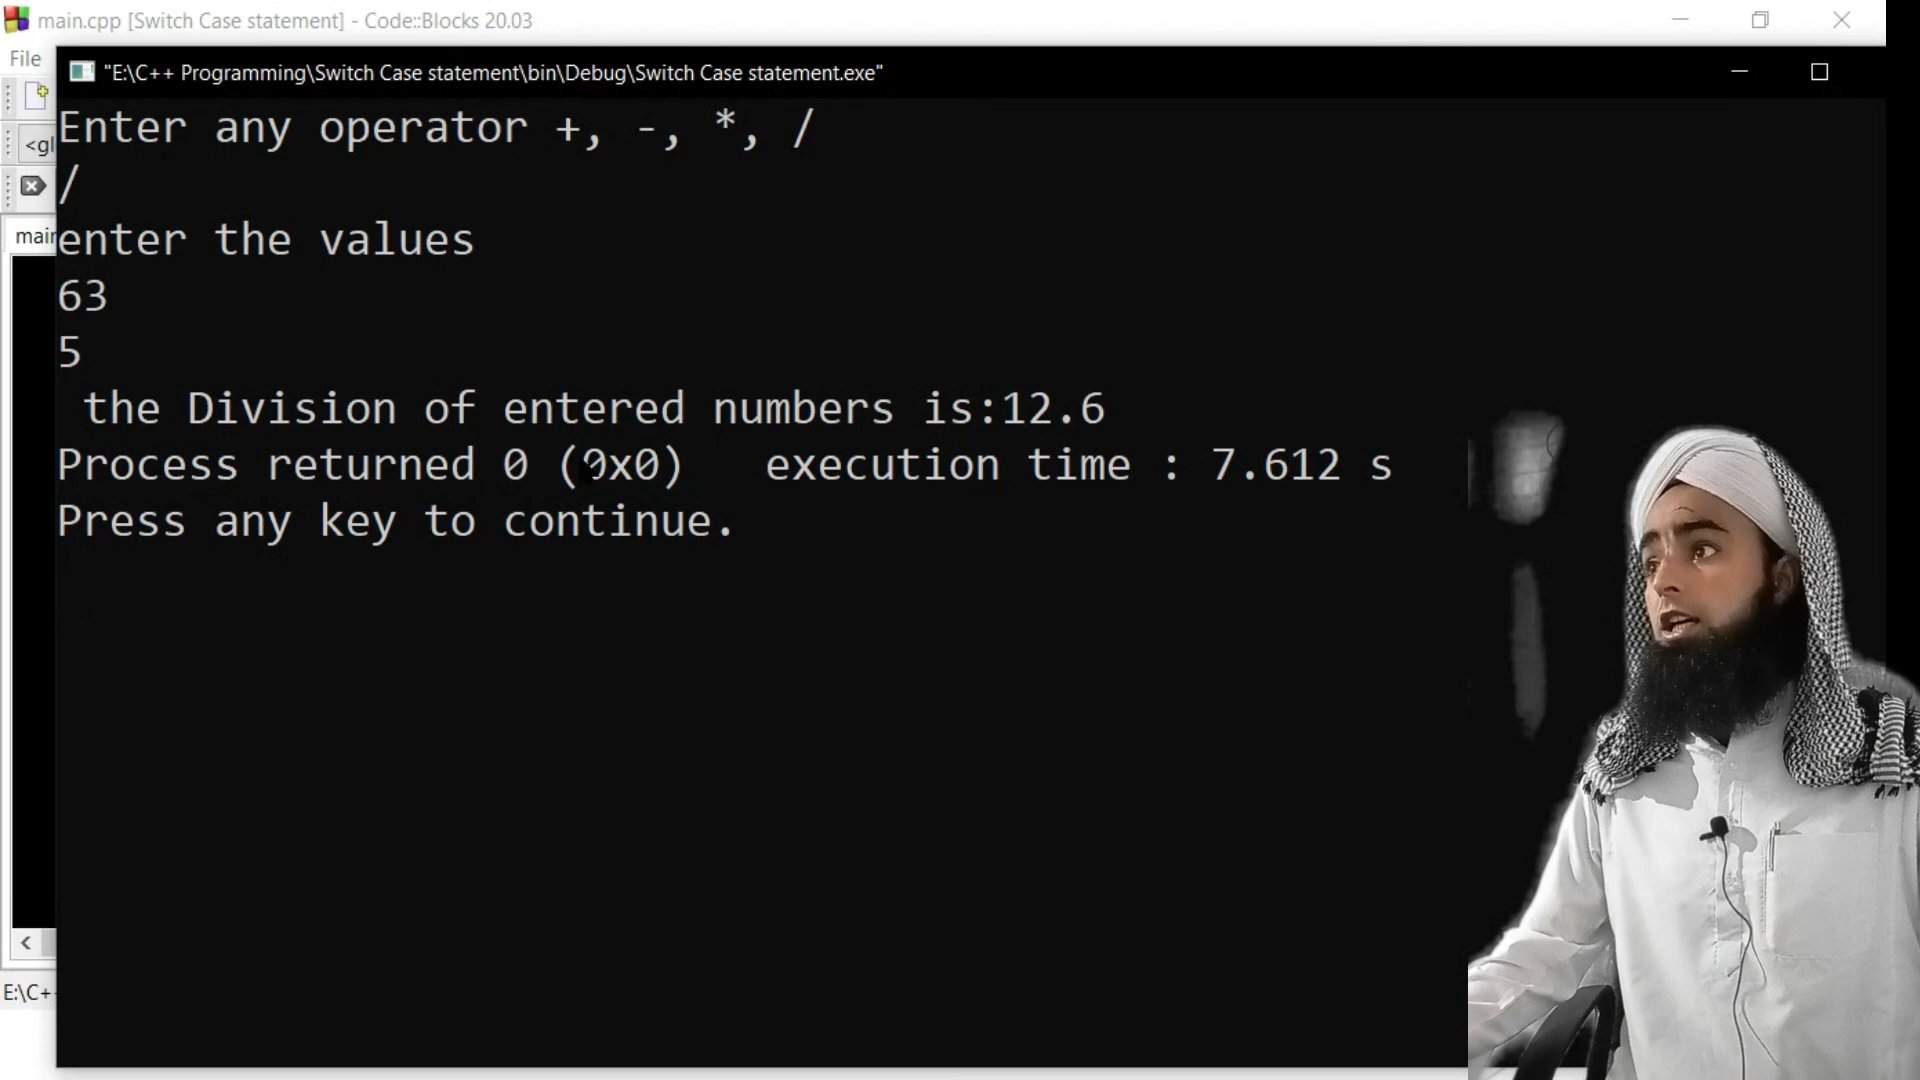 main.cpp [Switch Case statement] - Code::Blocks 20.03
File
"E:\C++ Programming\Switch Case statement\bin\Debug\Switch Case statement.exe"
<gl
main
Enter any operator +, -, *, /
/
enter the values
63
5
the Division of entered numbers is:12.6
Process returned 0 (0x0)   execution time : 7.612 s
Press any key to continue.
E:\C+